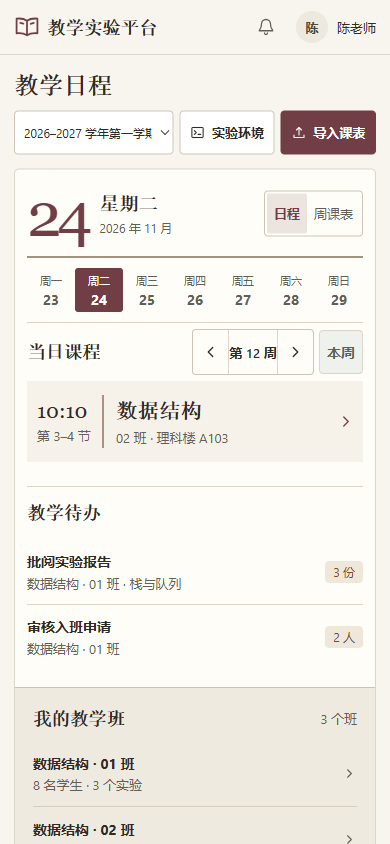 教学实验平台
陈
陈老师
教学日程
2026–2027 学年第一学期
实验环境
导入课表
24
星期二
2026 年 11 月
日程
周课表
周一 周二 周三 周四 周五 周六 周日
23 24 25 26 27 28 29
当日课程
第 12 周
本周
10:10
第 3–4 节
数据结构
02 班 · 理科楼 A103
教学待办
批阅实验报告
数据结构 · 01 班 · 栈与队列
3 份
审核入班申请
数据结构 · 01 班
2 人
我的教学班
3 个班
数据结构 · 01 班
8 名学生 · 3 个实验
数据结构 · 02 班